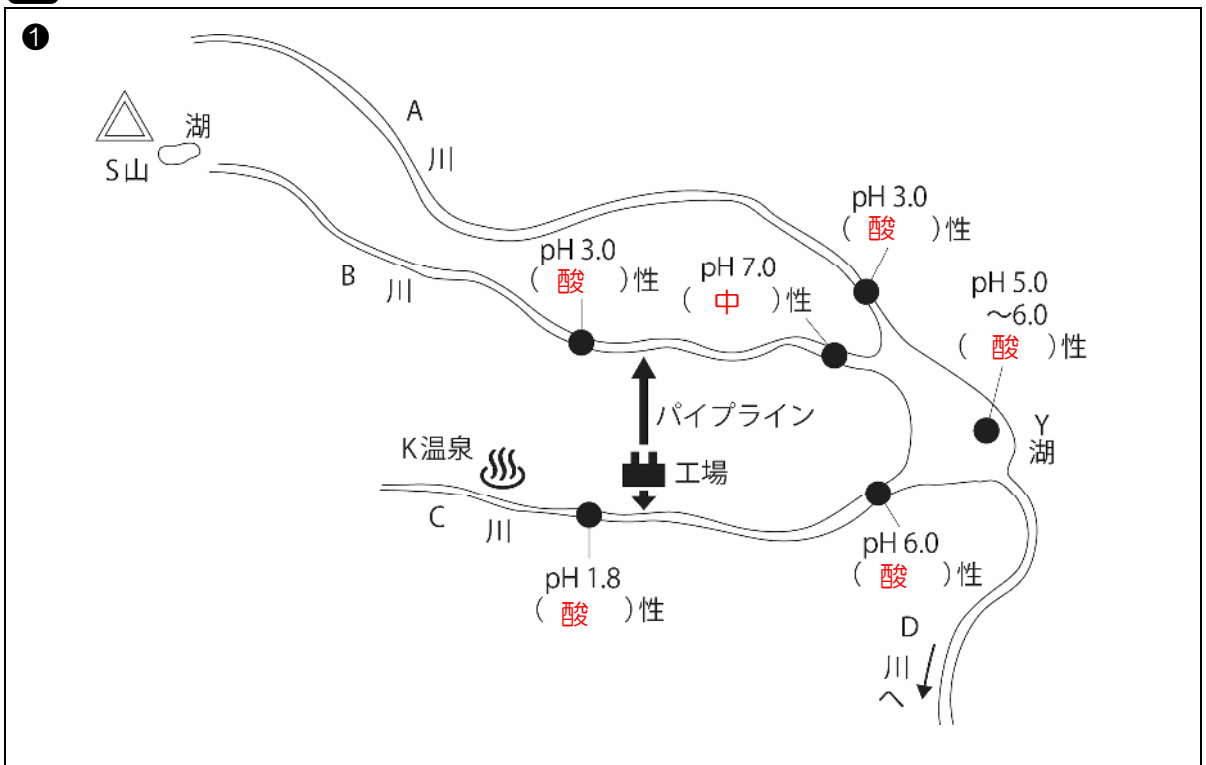 ❶
A
川
湖
S山
pH 3.0
( 酸 )性
pH 3.0
( 酸 )性
pH 7.0
( 中 )性
pH 5.0
～6.0
( 酸 )性
B
川
パイプライン
Y
湖
K温泉
工場
C
川
pH 6.0
( 酸 )性
pH 1.8
( 酸 )性
D
川
へ